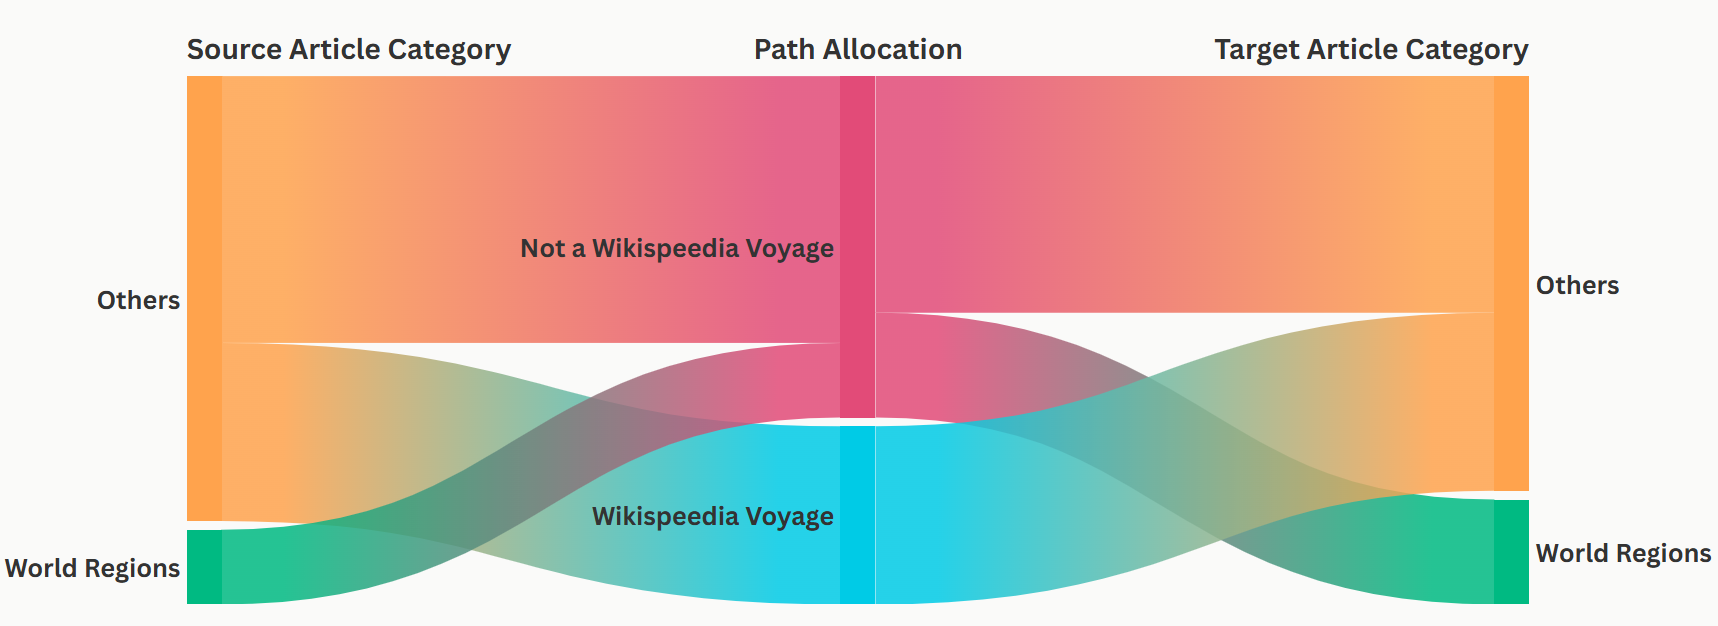 Source Article Category
Path Allocation
Target Article Category
Not a Wikispeedia Voyage
Others
Others
Wikispeedia Voyage
World Regions
World Regions